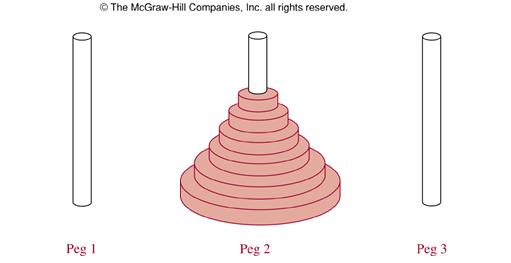 © The McGraw-Hill Companies, Inc. all rights reserved.
Peg 1
Peg 2
Peg 3